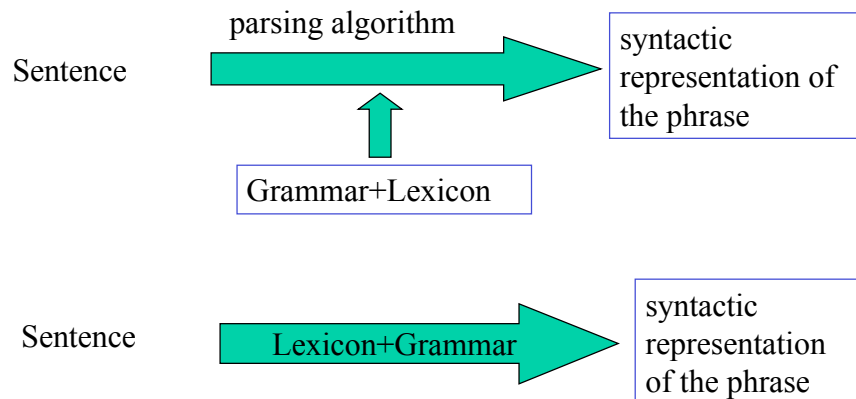 parsing algorithm
Sentence
syntactic
representation of
the phrase
Grammar+Lexicon
Sentence
Lexicon+Grammar
syntactic
representation
of the phrase